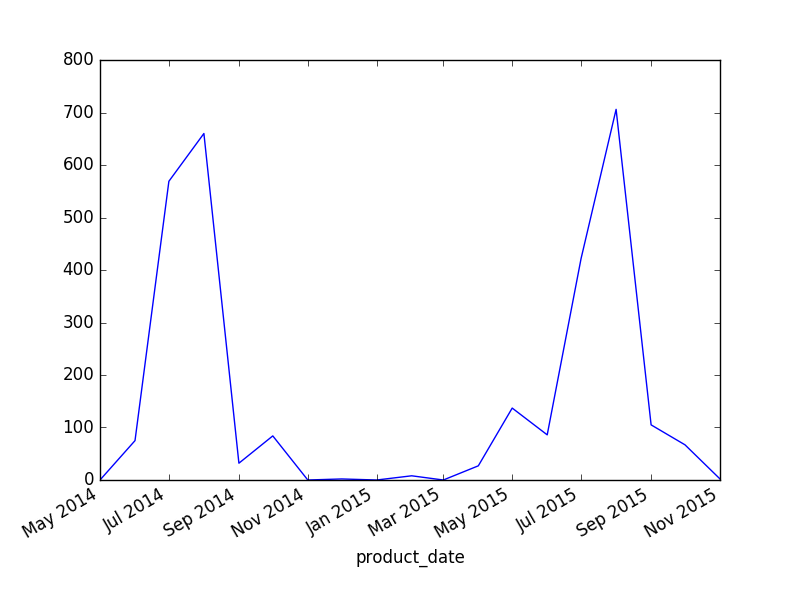 800
700
600
500
400
300
200
100
0
May 2014
Jul 2014
Sep 2014
Nov 2014
Jan 2015
Mar 2015
May 2015
Jul 2015
Sep 2015
Nov 2015
product_date